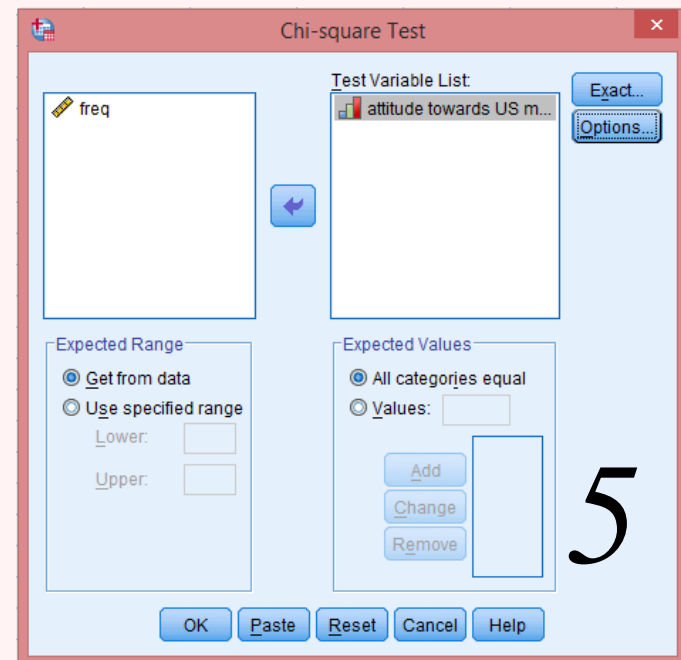 Chi-square Test
Test Variable List:
freq
attitude towards US m...
Exact...
Options...
Expected Range
Get from data
Use specified range
Lower:
Upper:
Expected Values
All categories equal
Values:
Add
Change
Remove
5
OK Paste Reset Cancel Help